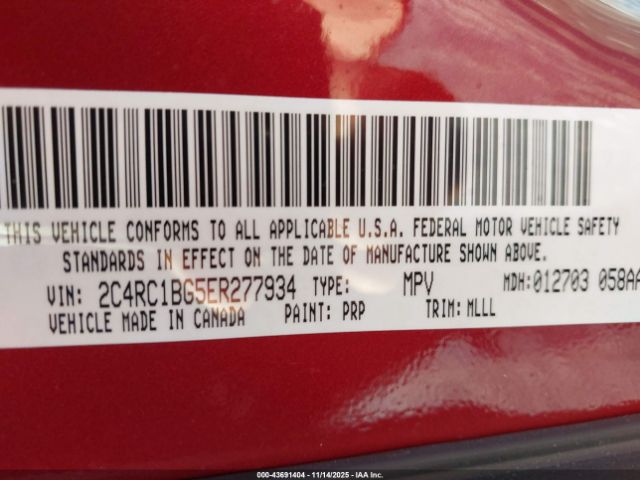 THIS VEHICLE CONFORMS TO ALL APPLICABLE U.S.A. FEDERAL MOTOR VEHICLE SAFETY
STANDARDS IN EFFECT ON THE DATE OF MANUFACTURE SHOWN ABOVE.
VIN: 2C4RC1BG5ER277934 TYPE: MPV MDH:012703 058AA
VEHICLE MADE IN CANADA PAINT: PRP TRIM: MLLL
000-43691404 - 11/14/2025 - IAA Inc.